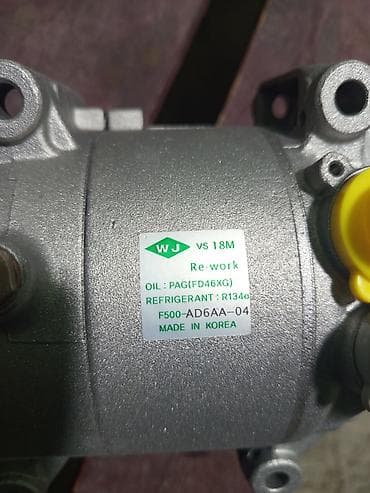 WJ VS 18M
Re-work
OIL : PAG(FD46XG)
REFRIGERANT : R134a
F500-AD6AA-04
MADE IN KOREA